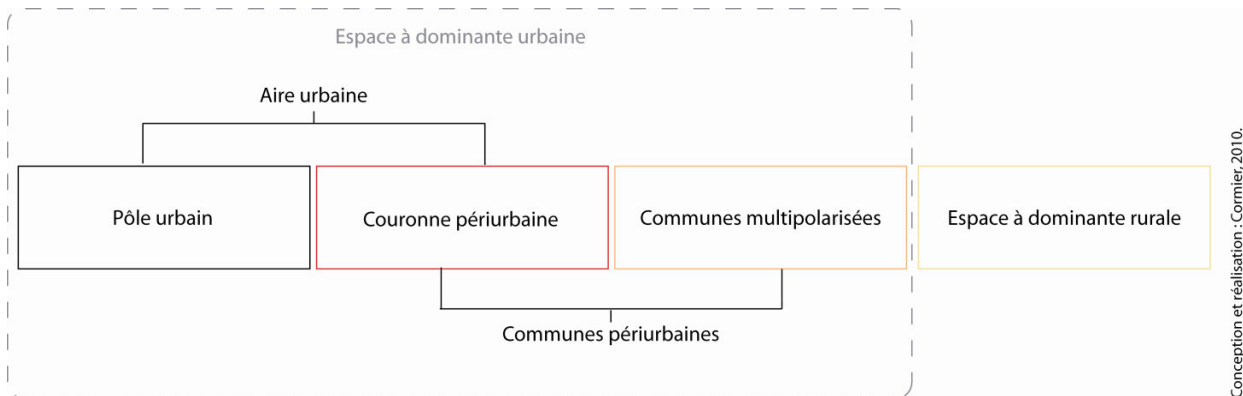 Espace à dominante urbaine
Aire urbaine
Pôle urbain
Couronne périurbaine
Communes multipolarisées
Espace à dominante rurale
Communes périurbaines
Conception et réalisation : Cormier, 2010.